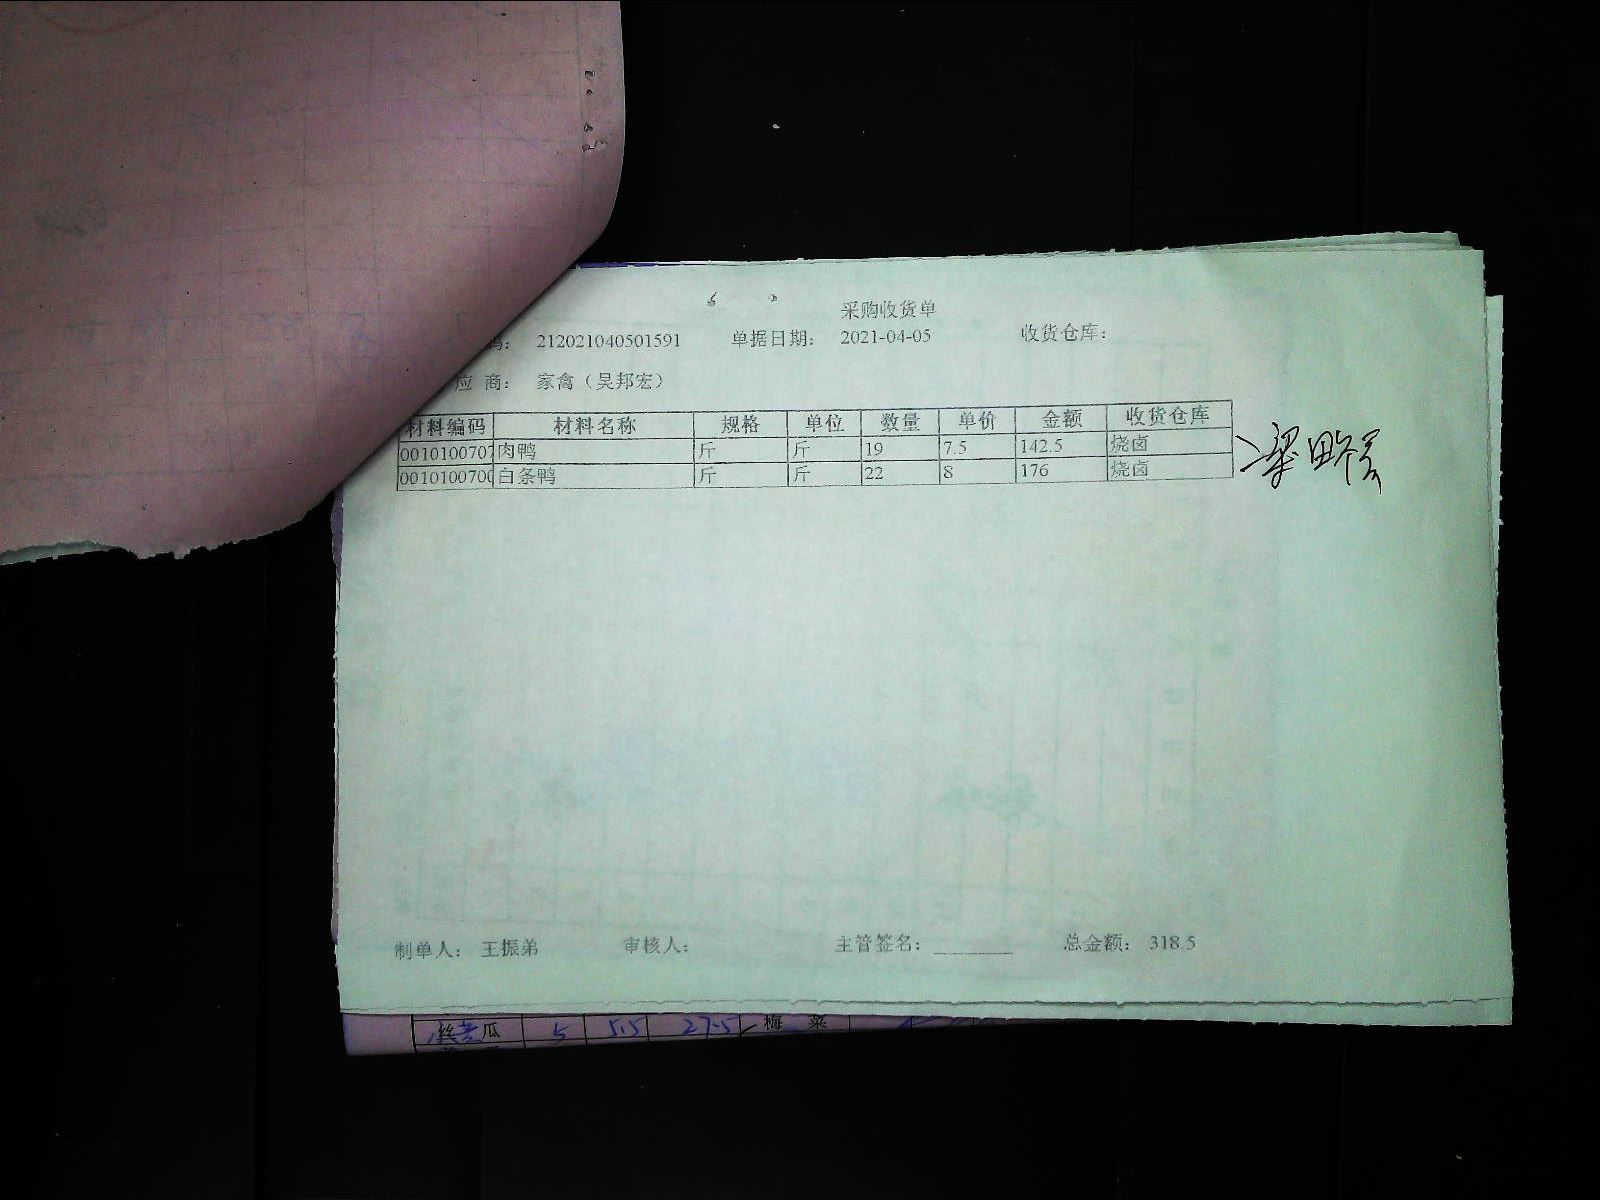 采购收货单
码： 212021040501591 单据日期： 2021-04-05 收货仓库：
应 商： 家禽（吴邦宏）
材料编码 材料名称 规格 单位 数量 单价 金额 收货仓库
0010100707 肉鸭 斤 斤 19 7.5 142.5 烧卤
001010070 白条鸭 斤 斤 22 8 176 烧卤
制单人： 王振弟 审核人： 主管签名： 总金额： 318.5
瓜 5 5.5 27.5 梅 菜